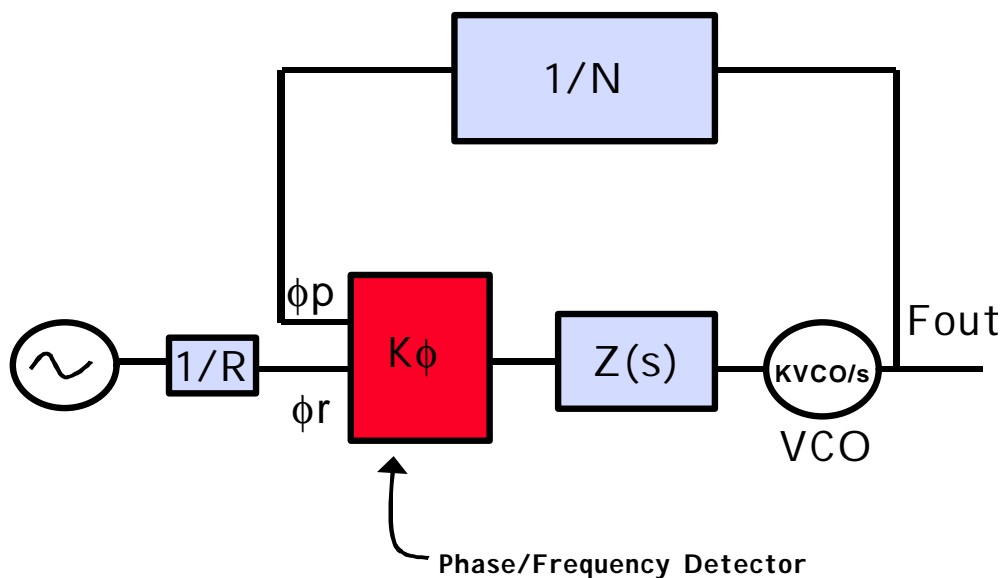 1/N
ϕp
Fout
1/R
Kϕ
Z(s)
KVCO/s
ϕr
VCO
Phase/Frequency Detector